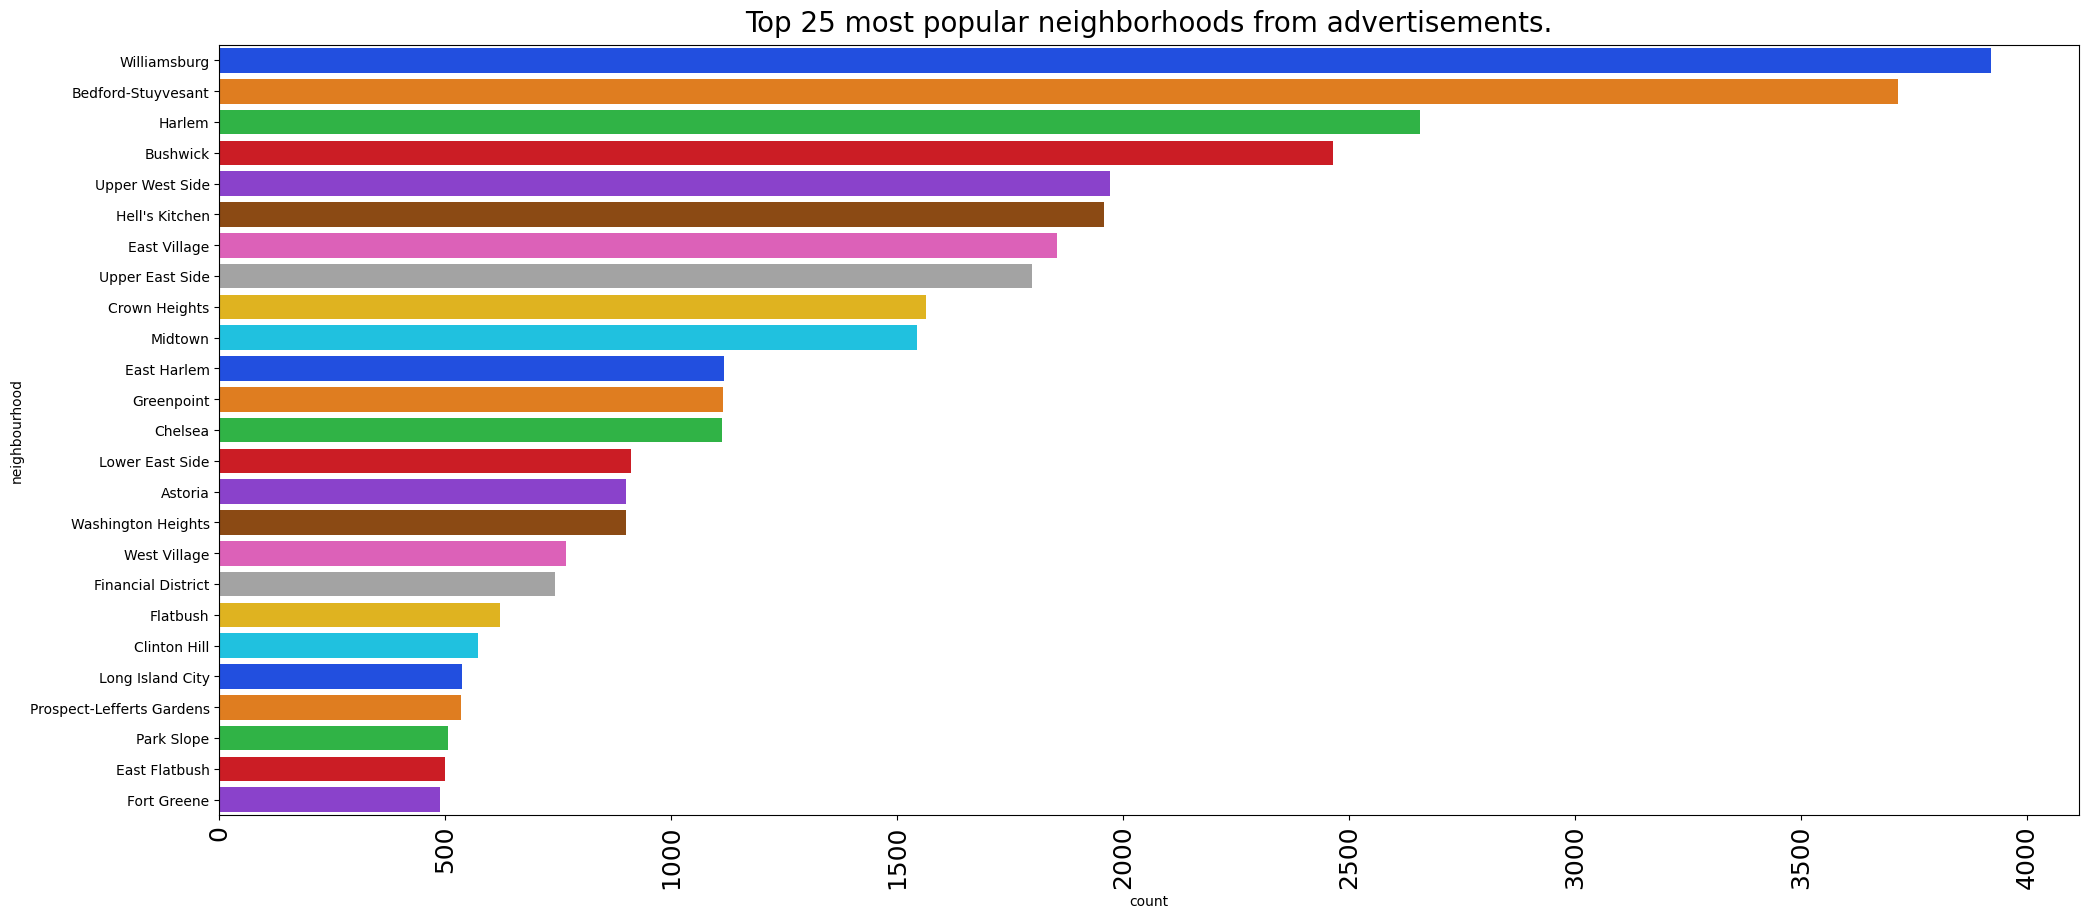 Top 25 most popular neighborhoods from advertisements.
neighbourhood
Williamsburg
Bedford-Stuyvesant
Harlem
Bushwick
Upper West Side
Hell's Kitchen
East Village
Upper East Side
Crown Heights
Midtown
East Harlem
Greenpoint
Chelsea
Lower East Side
Astoria
Washington Heights
West Village
Financial District
Flatbush
Clinton Hill
Long Island City
Prospect-Lefferts Gardens
Park Slope
East Flatbush
Fort Greene
0 500 1000 1500 2000 2500 3000 3500 4000
count